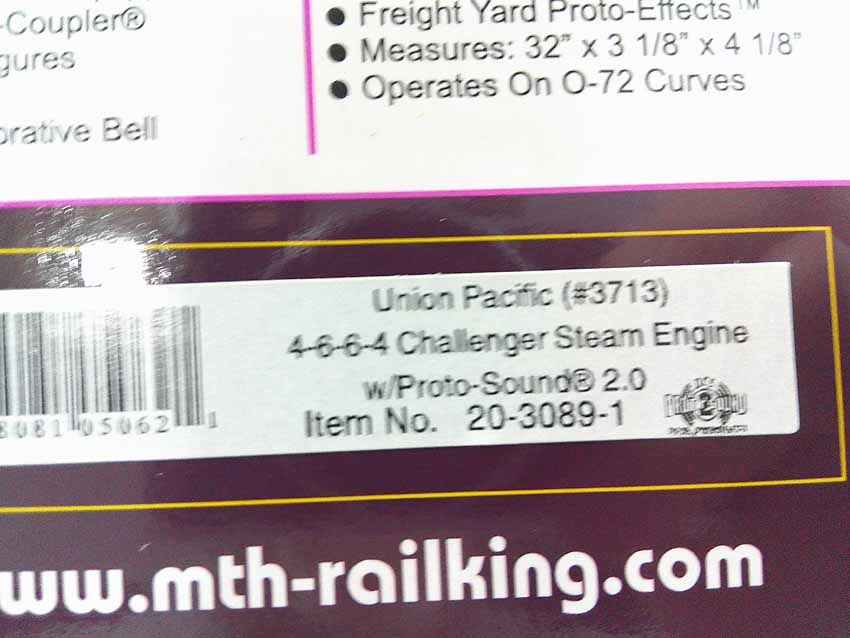 -Coupler®
gures
orative Bell
● Freight Yard Proto-Effects™
● Measures: 32” x 3 1/8” x 4 1/8”
● Operates On O-72 Curves
Union Pacific (#3713)
4-6-6-4 Challenger Steam Engine
w/Proto-Sound® 2.0
Item No. 20-3089-1
8081 05062 1
www.mth-railking.com